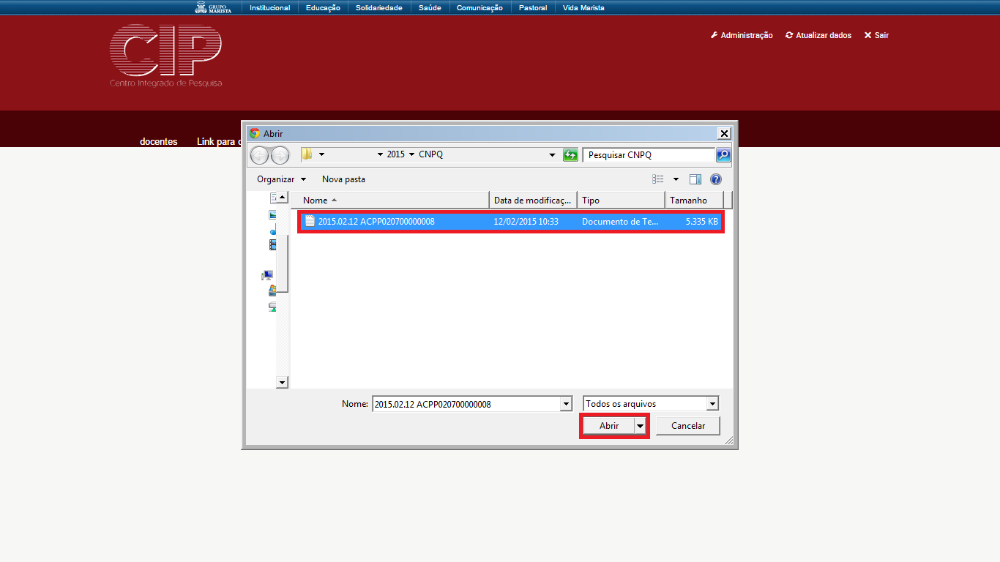 GRUPO MARISTA
Institucional Educação Solidariedade Saúde Comunicação Pastoral Vida Marista
CIP
Centro Integrado de Pesquisa
Administração Atualizar dados Sair
docentes Link para
Abrir
2015 CNPQ Pesquisar CNPQ
Organizar Nova pasta
Nome Data de modificaç... Tipo Tamanho
2015.02.12 ACPP020700000008 12/02/2015 10:33 Documento de Te... 5.335 KB
Nome: 2015.02.12 ACPP020700000008 Todos os arquivos
Abrir Cancelar